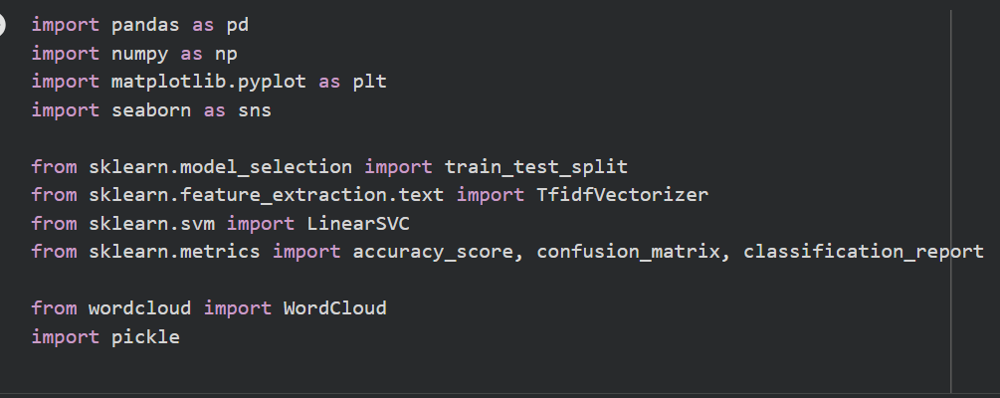 import pandas as pd
import numpy as np
import matplotlib.pyplot as plt
import seaborn as sns
from sklearn.model_selection import train_test_split
from sklearn.feature_extraction.text import TfidfVectorizer
from sklearn.svm import LinearSVC
from sklearn.metrics import accuracy_score, confusion_matrix, classification_report
from wordcloud import WordCloud
import pickle